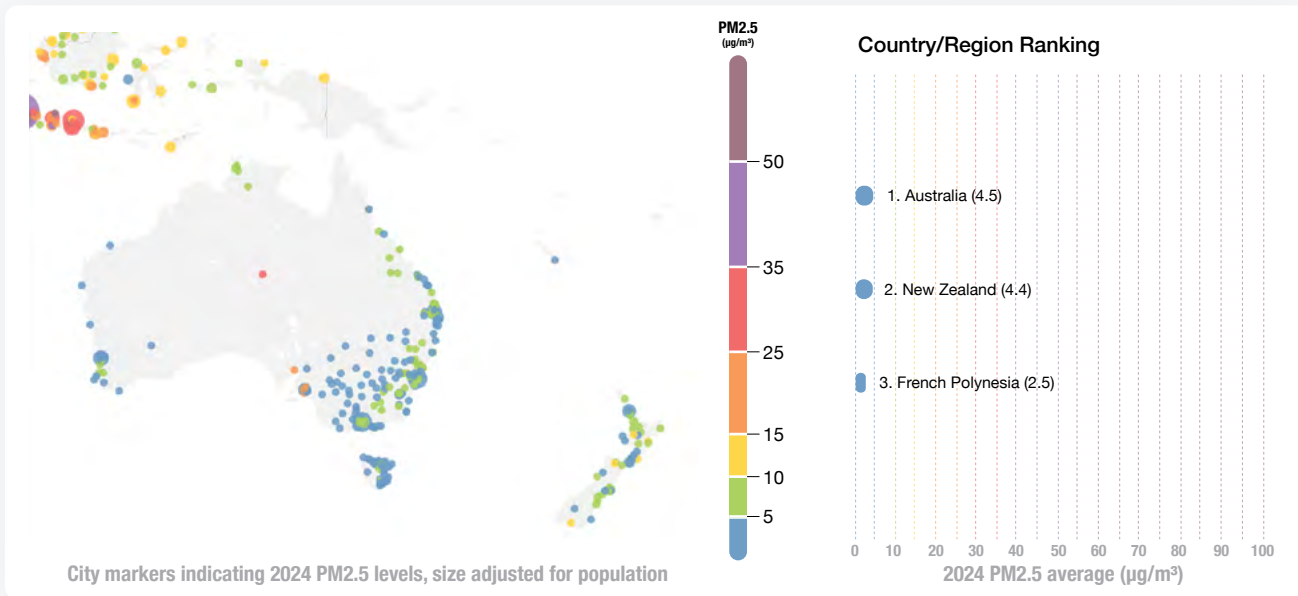 PM2.5
(µg/m³)
50
35
25
15
10
5
City markers indicating 2024 PM2.5 levels, size adjusted for population
Country/Region Ranking
1. Australia (4.5)
2. New Zealand (4.4)
3. French Polynesia (2.5)
0 10 20 30 40 50 60 70 80 90 100
2024 PM2.5 average (µg/m³)